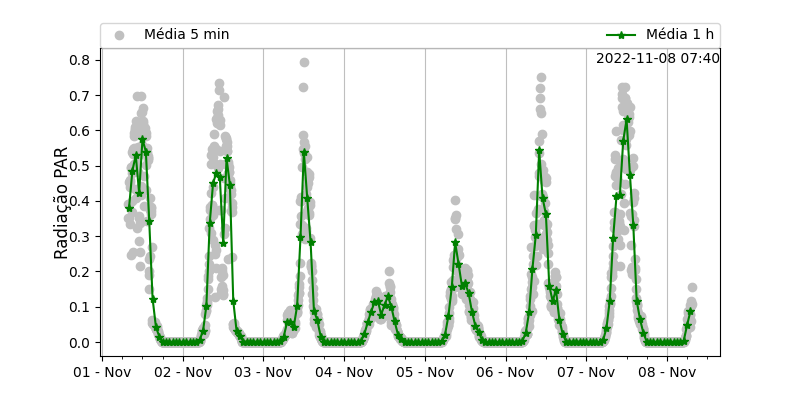 Média 5 min
Média 1 h
2022-11-08 07:40
Radiação PAR
0.8
0.7
0.6
0.5
0.4
0.3
0.2
0.1
0.0
01 - Nov
02 - Nov
03 - Nov
04 - Nov
05 - Nov
06 - Nov
07 - Nov
08 - Nov